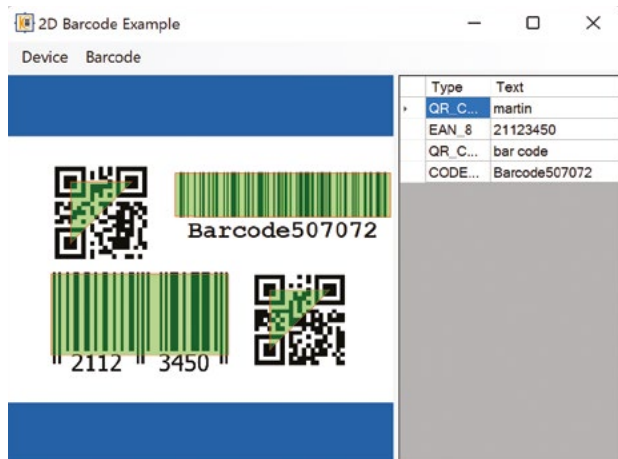 2D Barcode Example
Device Barcode
Type Text
QR_C... martin
EAN_8 21123450
QR_C... bar code
CODE... Barcode507072
Barcode507072
2112 3450